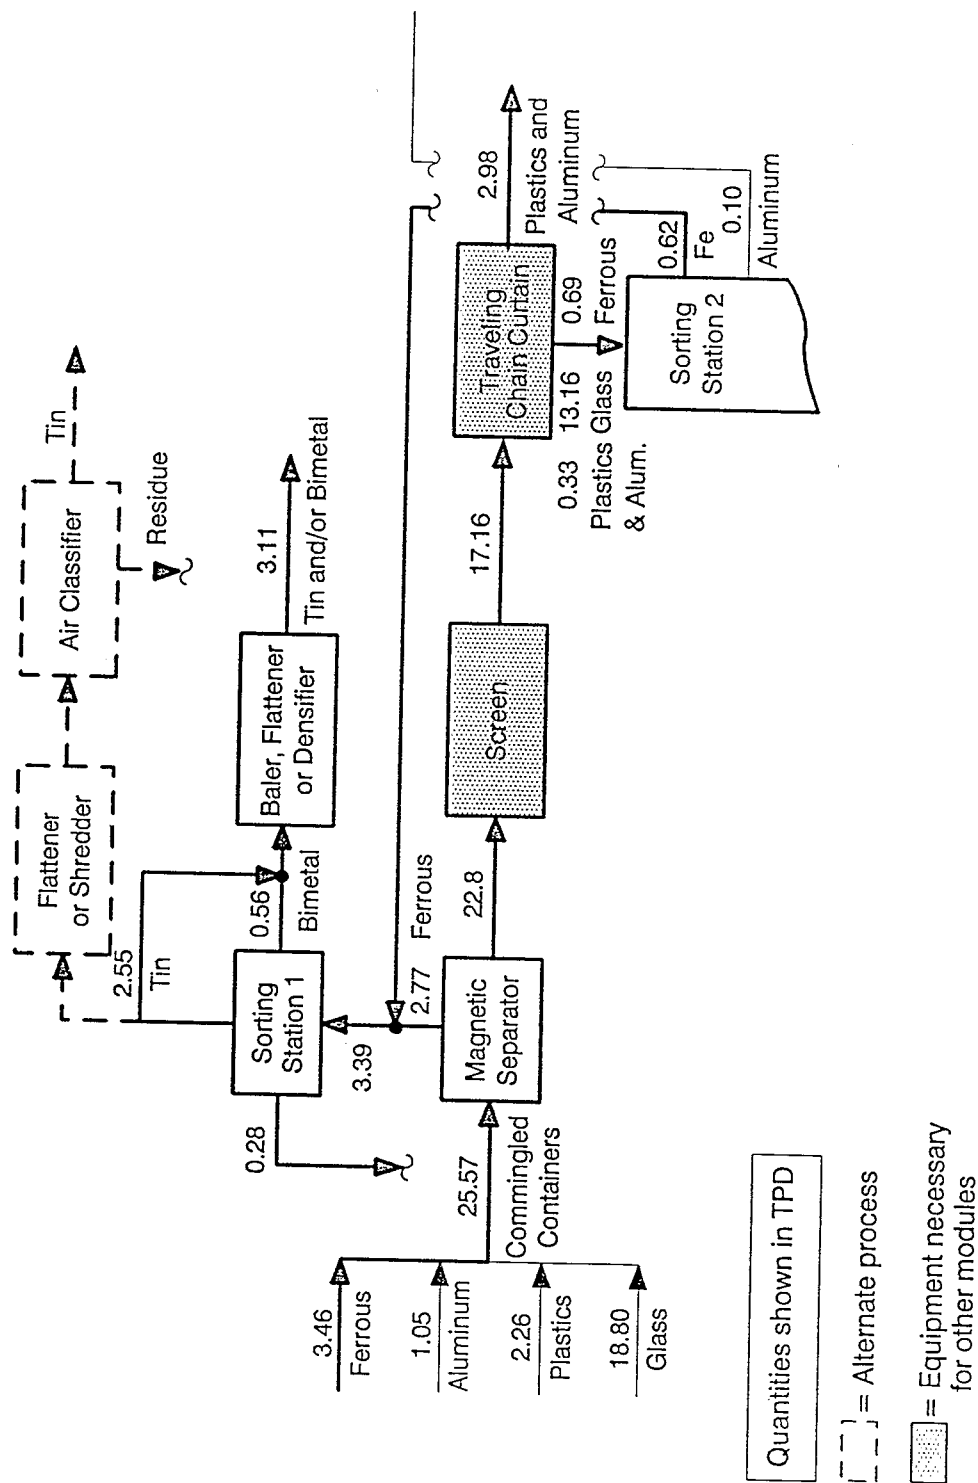 Tin
Air Classifier
Residue
Flattener
or Shredder
2.55
Tin
3.11
Tin and/or Bimetal
Baler, Flattener
or Densifier
0.56
Bimetal
Sorting
Station 1
0.28
3.39
2.77
Ferrous
Magnetic
Separator
25.57
Commingled
Containers
3.46
Ferrous
1.05
Aluminum
2.26
Plastics
18.80
Glass
22.8
Screen
17.16
Traveling
Chain Curtain
2.98
Plastics and
Aluminum
0.33 13.16 0.69
Plastics Glass Ferrous
& Alum.
Sorting
Station 2
0.62
Fe
0.10
Aluminum
Quantities shown in TPD
= Alternate process
= Equipment necessary
for other modules